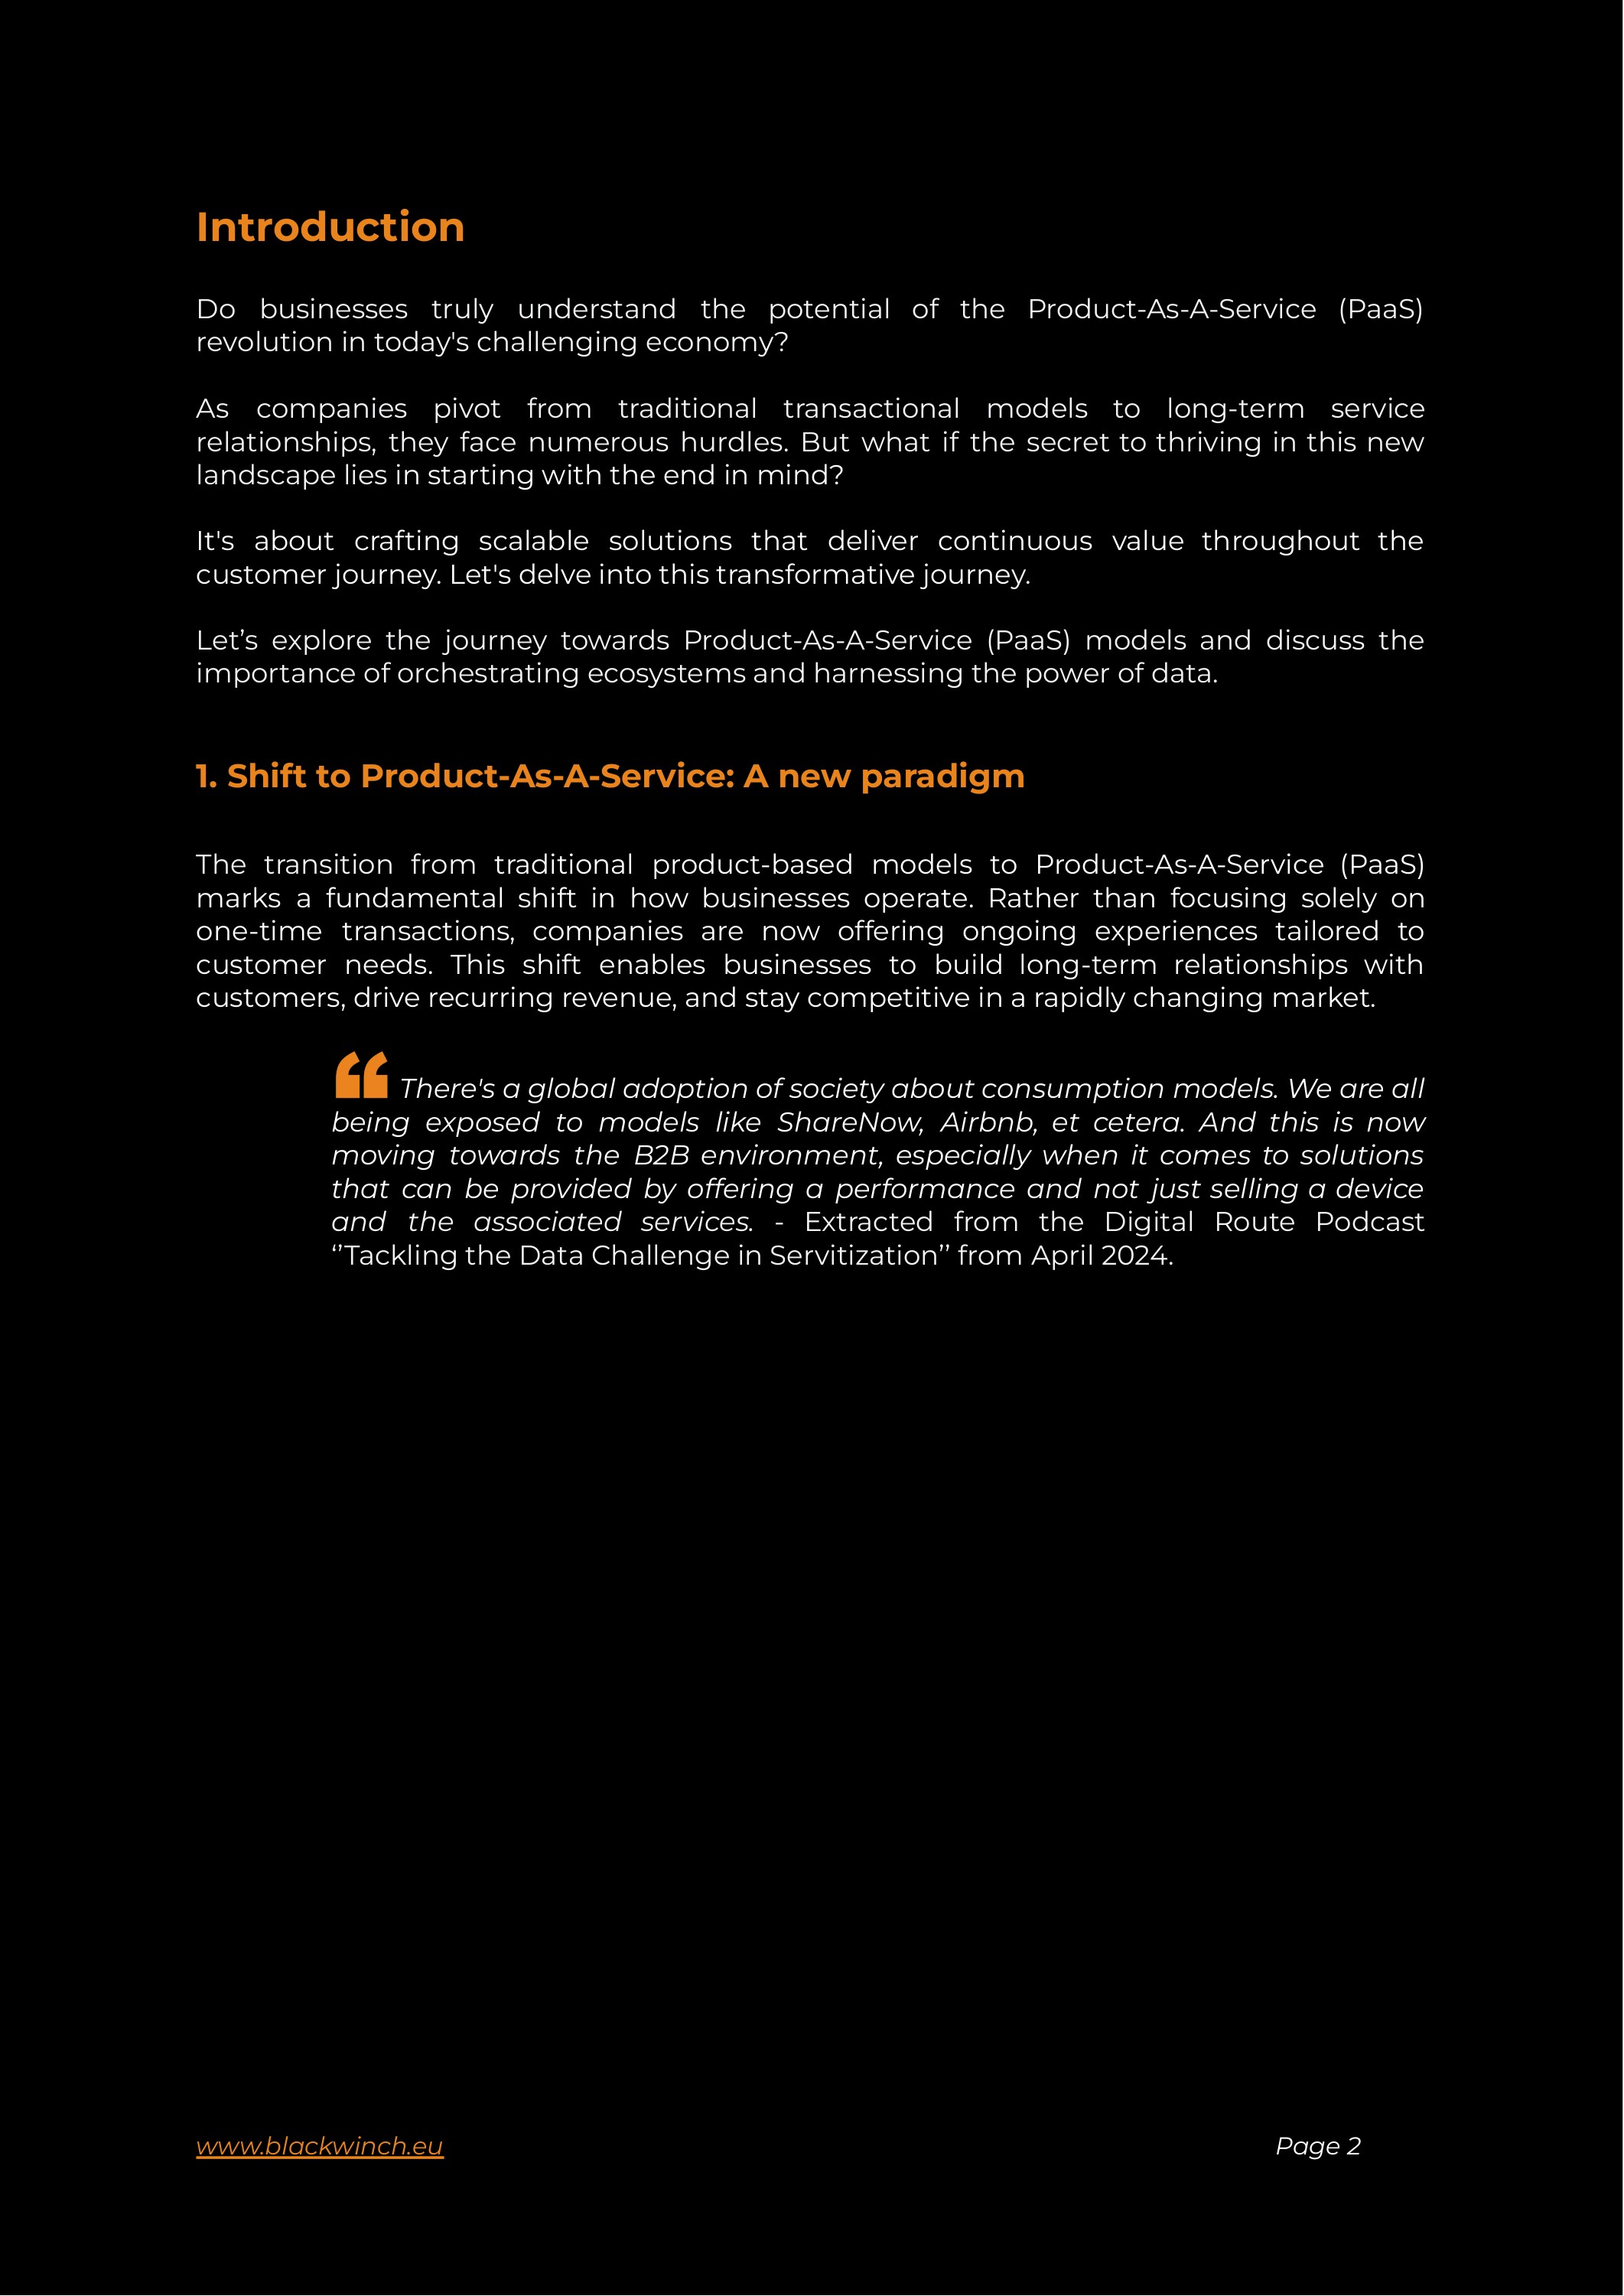 Introduction
Do businesses truly understand the potential of the Product-As-A-Service (PaaS)
revolution in today's challenging economy?
As companies pivot from traditional transactional models to long-term service
relationships, they face numerous hurdles. But what if the secret to thriving in this new
landscape lies in starting with the end in mind?
It's about crafting scalable solutions that deliver continuous value throughout the
customer journey. Let's delve into this transformative journey.
Let’s explore the journey towards Product-As-A-Service (PaaS) models and discuss the
importance of orchestrating ecosystems and harnessing the power of data.
1. Shift to Product-As-A-Service: A new paradigm
The transition from traditional product-based models to Product-As-A-Service (PaaS)
marks a fundamental shift in how businesses operate. Rather than focusing solely on
one-time transactions, companies are now offering ongoing experiences tailored to
customer needs. This shift enables businesses to build long-term relationships with
customers, drive recurring revenue, and stay competitive in a rapidly changing market.
“ There's a global adoption of society about consumption models. We are all
being exposed to models like ShareNow, Airbnb, et cetera. And this is now
moving towards the B2B environment, especially when it comes to solutions
that can be provided by offering a performance and not just selling a device
and the associated services. - Extracted from the Digital Route Podcast
‘’Tackling the Data Challenge in Servitization’’ from April 2024.
www.blackwinch.eu
Page 2